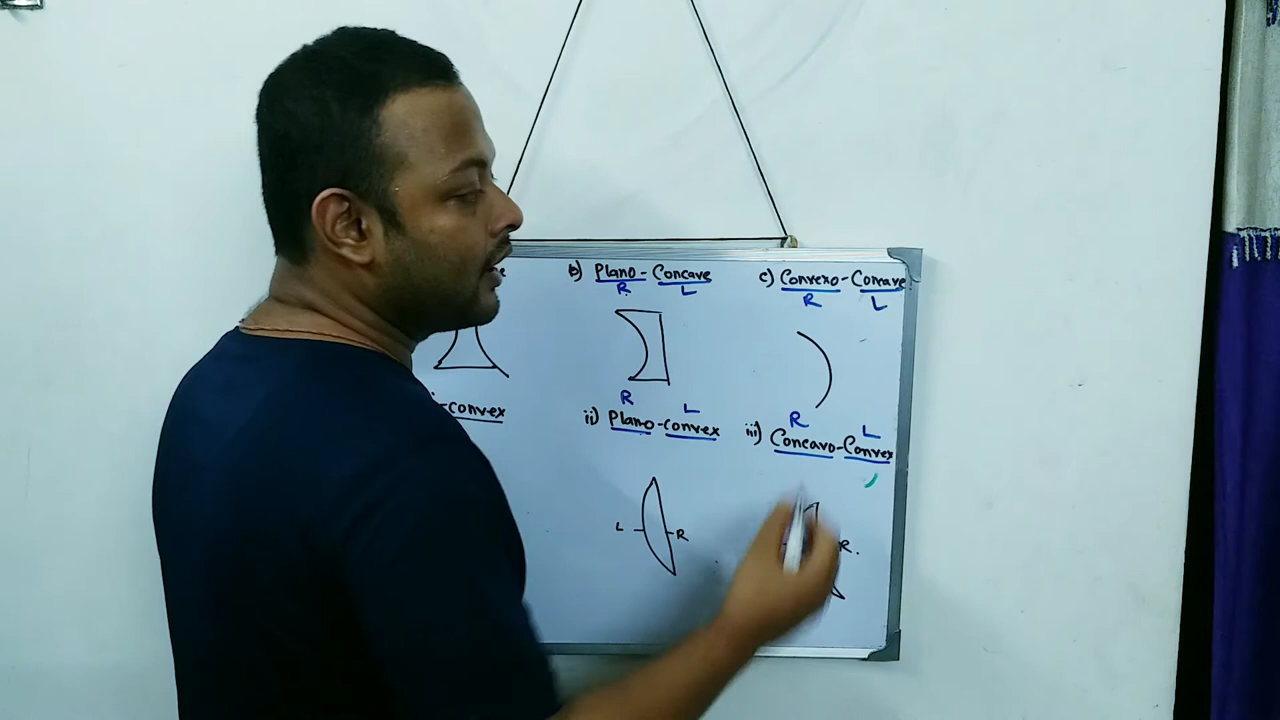 b) Plano-Concave
R L
c) Convexo-Concave
R L
-convex
R L
ii) Plano-convex
R L
iii) Concavo-Convex
L R
R.